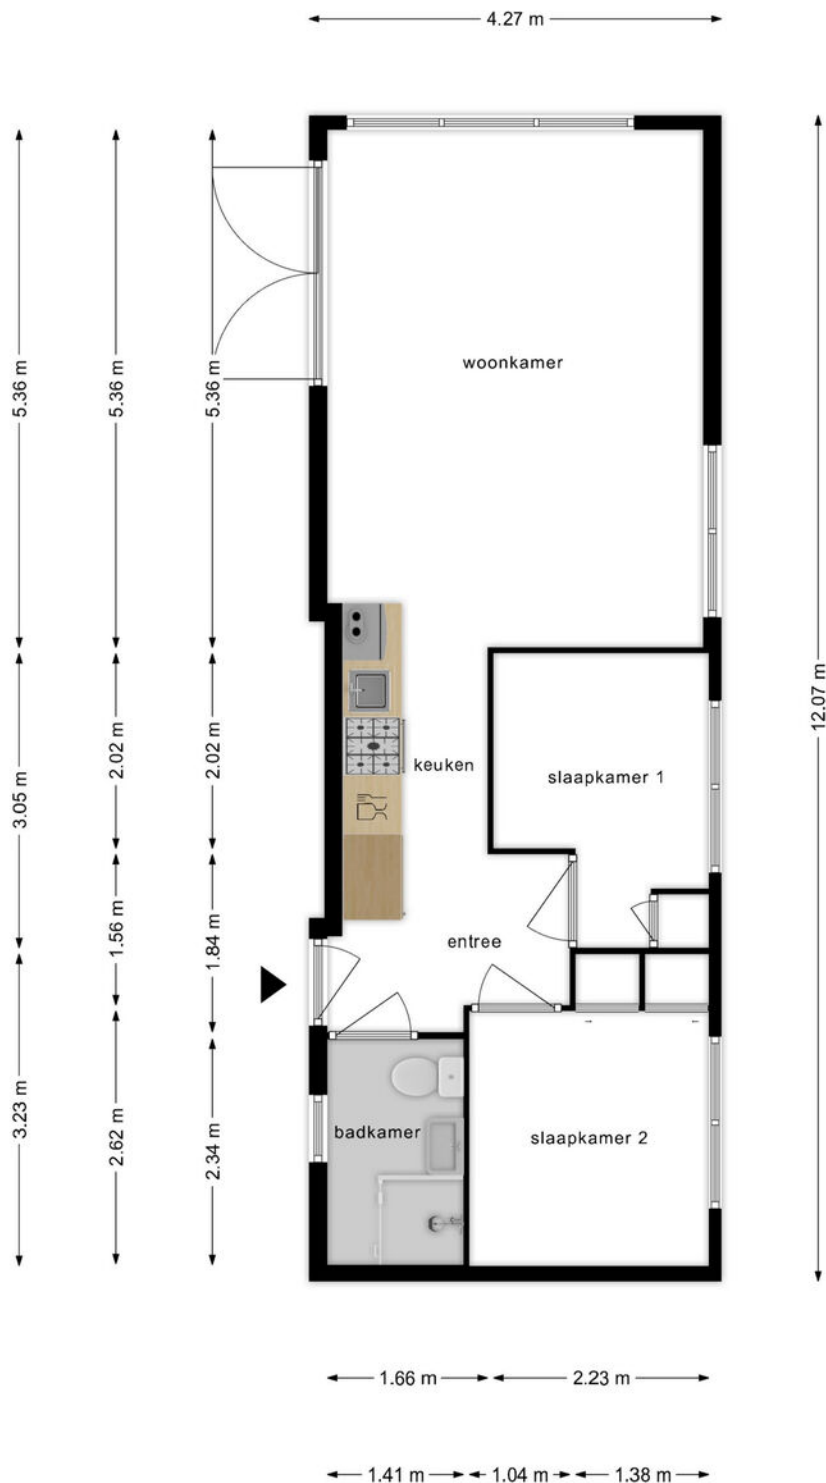 4.27 m
5.36 m
5.36 m
5.36 m
woonkamer
12.07 m
3.05 m
2.02 m
2.02 m
keuken
slaapkamer 1
1.56 m
1.84 m
entree
3.23 m
2.62 m
2.34 m
badkamer
slaapkamer 2
1.66 m
2.23 m
1.41 m
1.04 m
1.38 m